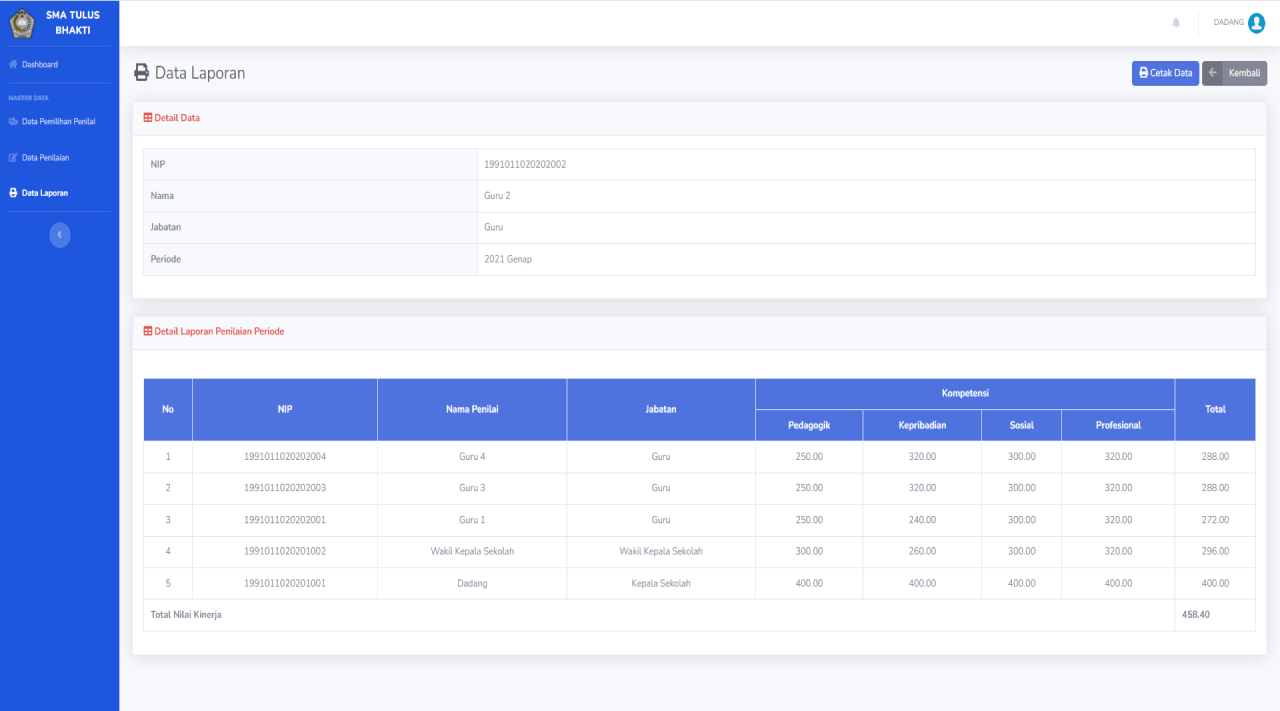 SMA TULUS
BHAKTI
DADANG
Dashboard
MASTER DATA
Data Pemilihan Penilai
Data Penilaian
Data Laporan
Data Laporan
Cetak Data
Kembali
Detail Data
NIP 1991011020202002
Nama Guru 2
Jabatan Guru
Periode 2021 Genap
Detail Laporan Penilaian Periode
No NIP Nama Penilai Jabatan Kompetensi Total
Pedagogik Kepribadian Sosial Profesional
1 1991011020202004 Guru 4 Guru 250.00 320.00 300.00 320.00 288.00
2 1991011020202003 Guru 3 Guru 250.00 320.00 300.00 320.00 288.00
3 1991011020202001 Guru 1 Guru 250.00 240.00 300.00 320.00 272.00
4 1991011020201002 Wakil Kepala Sekolah Wakil Kepala Sekolah 300.00 260.00 300.00 320.00 296.00
5 1991011020201001 Dadang Kepala Sekolah 400.00 400.00 400.00 400.00 400.00
Total Nilai Kinerja 458.40